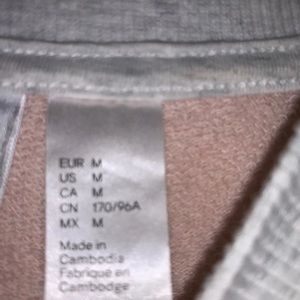 EUR M
US M
CA M
CN 170/96A
MX M
Made in
Cambodia
Fabriqué en
Cambodge